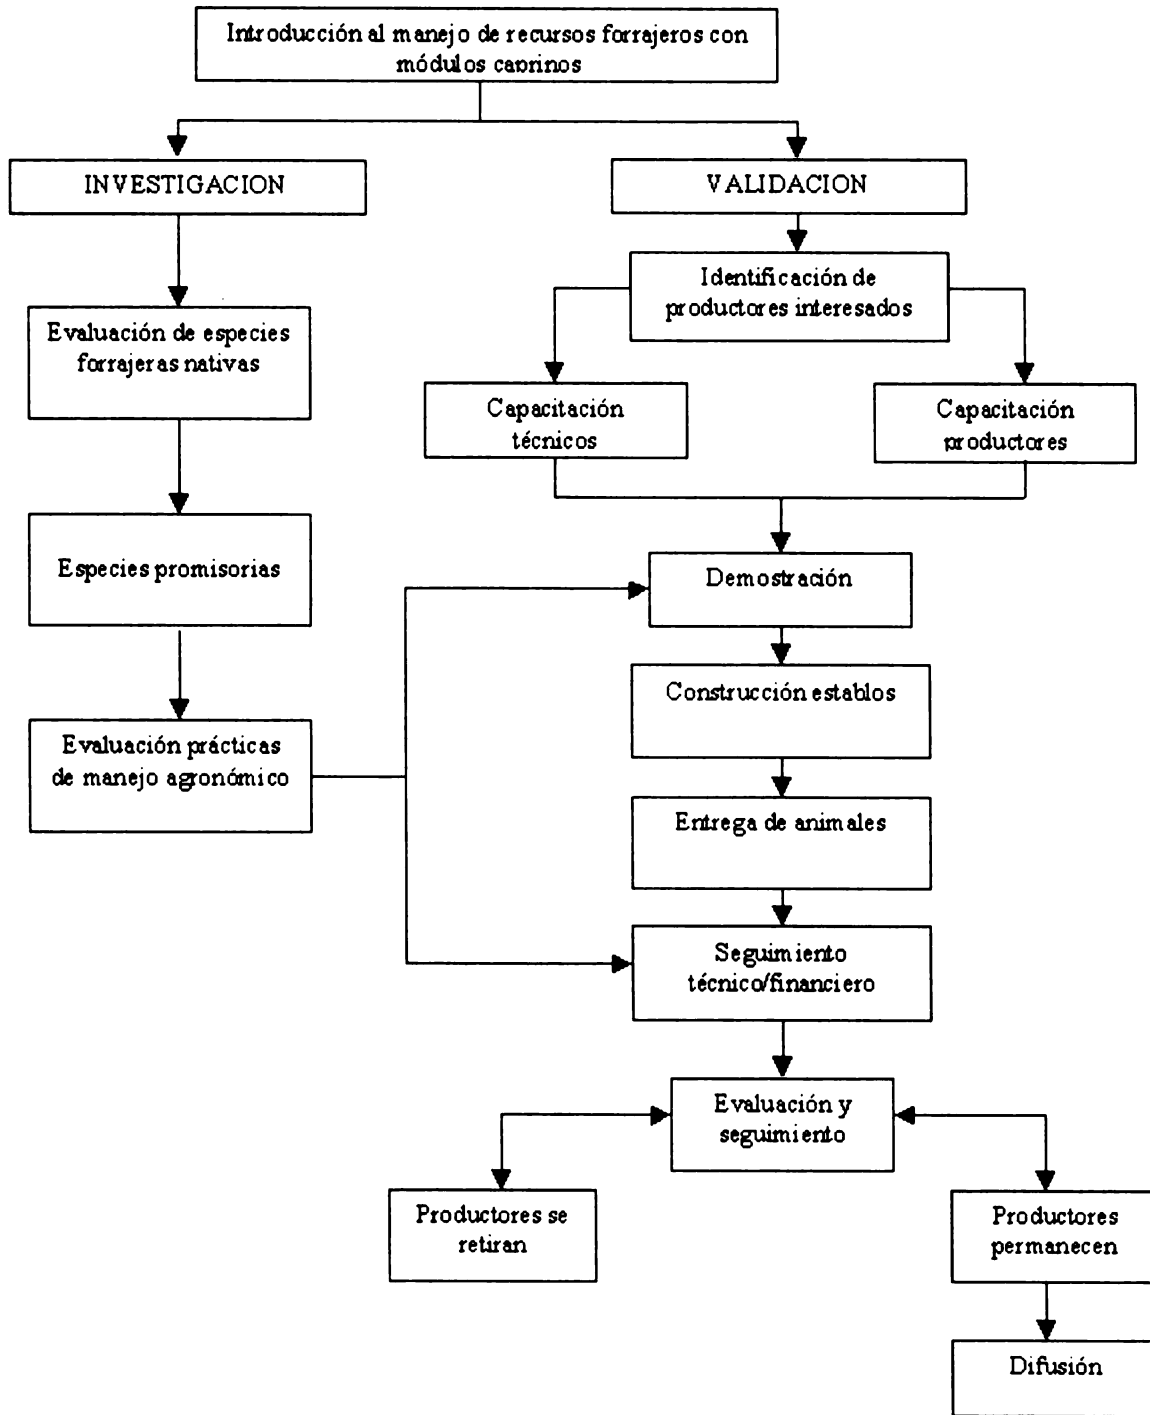 Introducción al manejo de recursos forrajeros con
módulos caprinos
INVESTIGACION
VALIDACION
Identificación de
productores interesados
Evaluación de especies
forrajeras nativas
Capacitación
técnicos
Capacitación
productores
Especies promisorias
Demostración
Construcción establos
Evaluación prácticas
de manejo agronómico
Entrega de animales
Seguimiento
técnico/financiero
Evaluación y
seguimiento
Productores se
retiran
Productores
permanecen
Difusión